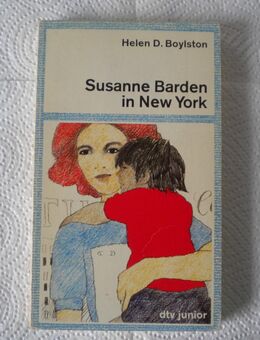 Helen D. Boylston
Susanne Barden
in New York
dtv junior